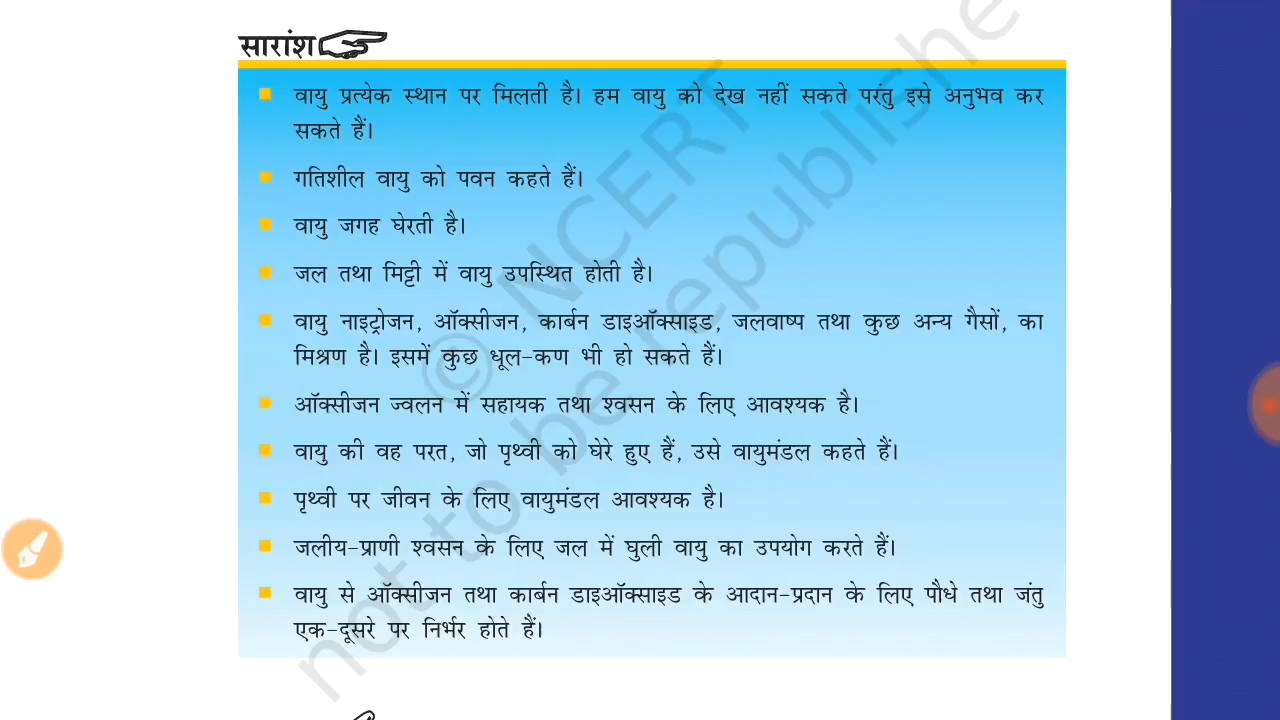 सारांश
वायु प्रत्येक स्थान पर मिलती है। हम वायु को देख नहीं सकते परंतु इसे अनुभव कर
सकते हैं।
गतिशील वायु को पवन कहते हैं।
वायु जगह घेरती है।
जल तथा मिट्टी में वायु उपस्थित होती है।
वायु नाइट्रोजन, ऑक्सीजन, कार्बन डाइऑक्साइड, जलवाष्प तथा कुछ अन्य गैसों, का
मिश्रण है। इसमें कुछ धूल-कण भी हो सकते हैं।
ऑक्सीजन ज्वलन में सहायक तथा श्वसन के लिए आवश्यक है।
वायु की वह परत, जो पृथ्वी को घेरे हुए हैं, उसे वायुमंडल कहते हैं।
पृथ्वी पर जीवन के लिए वायुमंडल आवश्यक है।
जलीय-प्राणी श्वसन के लिए जल में घुली वायु का उपयोग करते हैं।
वायु से ऑक्सीजन तथा कार्बन डाइऑक्साइड के आदान-प्रदान के लिए पौधे तथा जंतु
एक-दूसरे पर निर्भर होते हैं।
© NCERT
not to be republishe